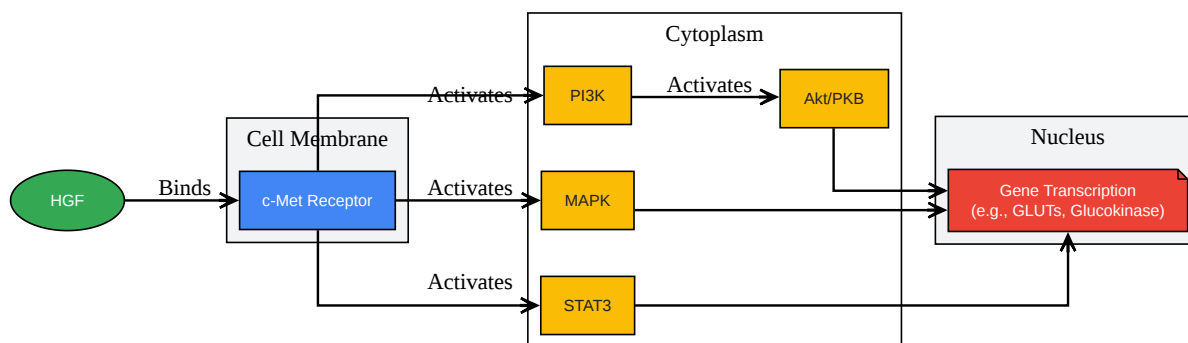 Cytoplasm
Activates
PI3K
Activates
Akt/PKB
Cell Membrane
Nucleus
HGF
Binds
c-Met Receptor
Activates
MAPK
Gene Transcription
(e.g., GLUTs, Glucokinase)
Activates
STAT3